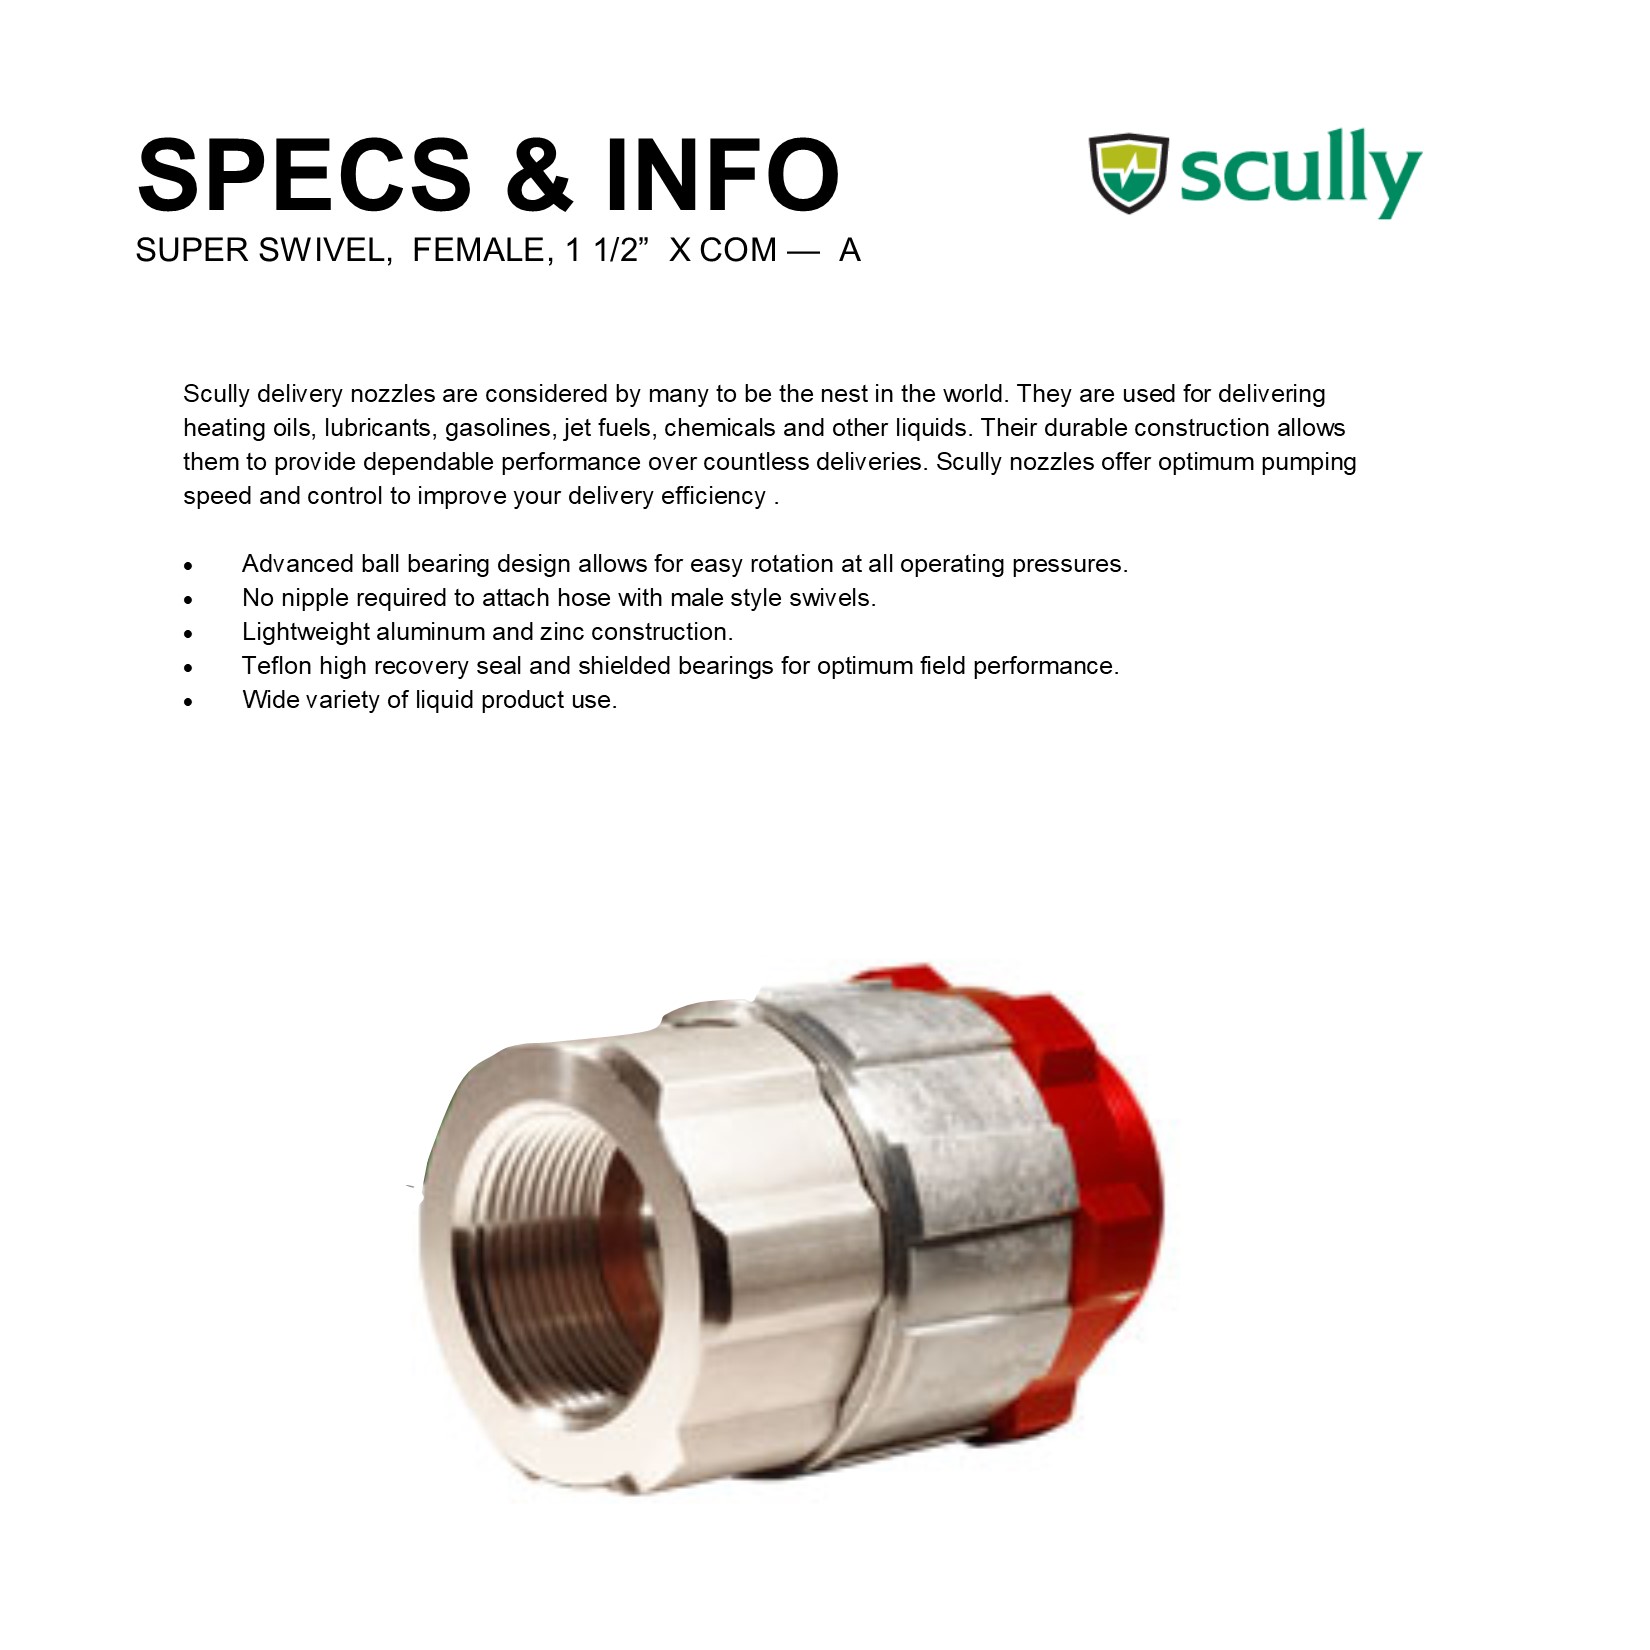 SPECS & INFO
scully
SUPER SWIVEL, FEMALE, 1 1/2” X COM — A
Scully delivery nozzles are considered by many to be the nest in the world. They are used for delivering
heating oils, lubricants, gasolines, jet fuels, chemicals and other liquids. Their durable construction allows
them to provide dependable performance over countless deliveries. Scully nozzles offer optimum pumping
speed and control to improve your delivery efficiency .
• Advanced ball bearing design allows for easy rotation at all operating pressures.
• No nipple required to attach hose with male style swivels.
• Lightweight aluminum and zinc construction.
• Teflon high recovery seal and shielded bearings for optimum field performance.
• Wide variety of liquid product use.